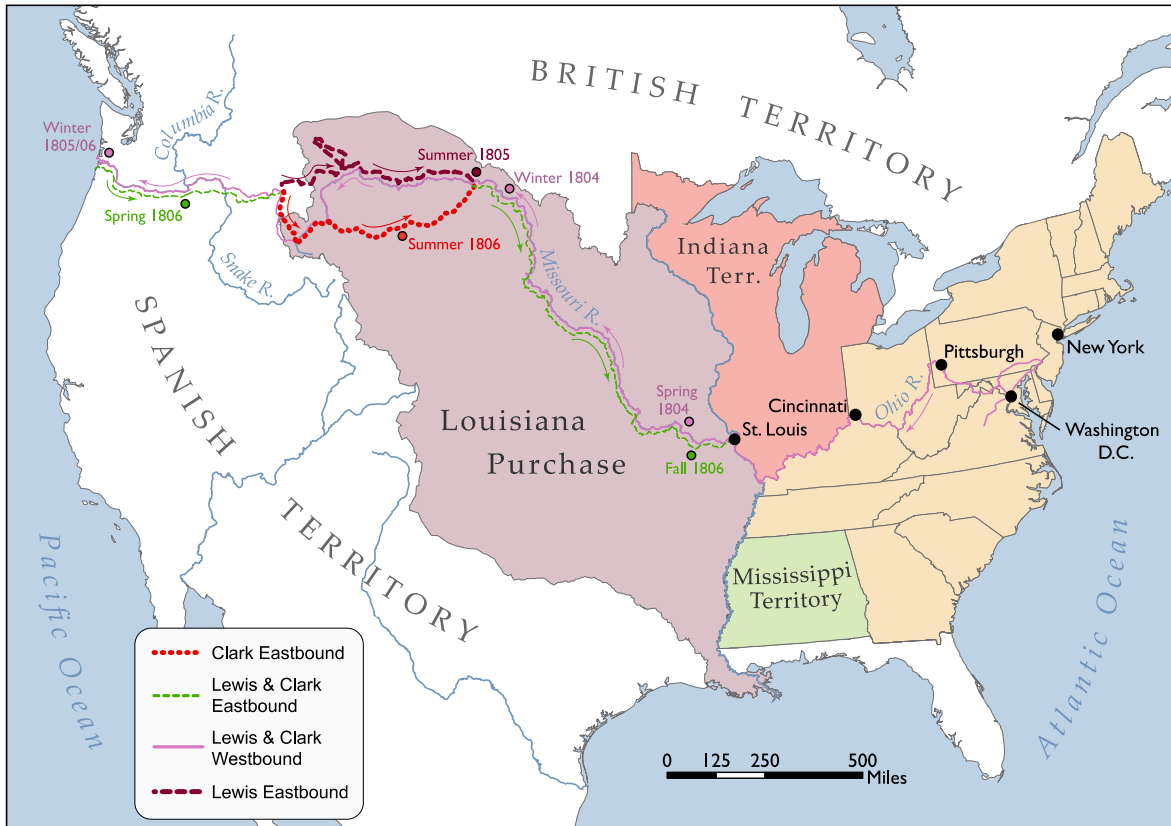 BRITISH TERRITORY
Columbia R.
Winter
1805/06
Summer 1805
Winter 1804
Spring 1806
Summer 1806
Indiana
Terr.
Snake R.
Missouri R.
SPANISH
TERRITORY
New York
Pittsburgh
Ohio R.
Spring
1804
Cincinnati
St. Louis
Washington
D.C.
Fall 1806
Louisiana
Purchase
Mississippi
Territory
Pacific Ocean
Atlantic Ocean
Clark Eastbound
Lewis & Clark
Eastbound
Lewis & Clark
Westbound
Lewis Eastbound
0 125 250 500
Miles